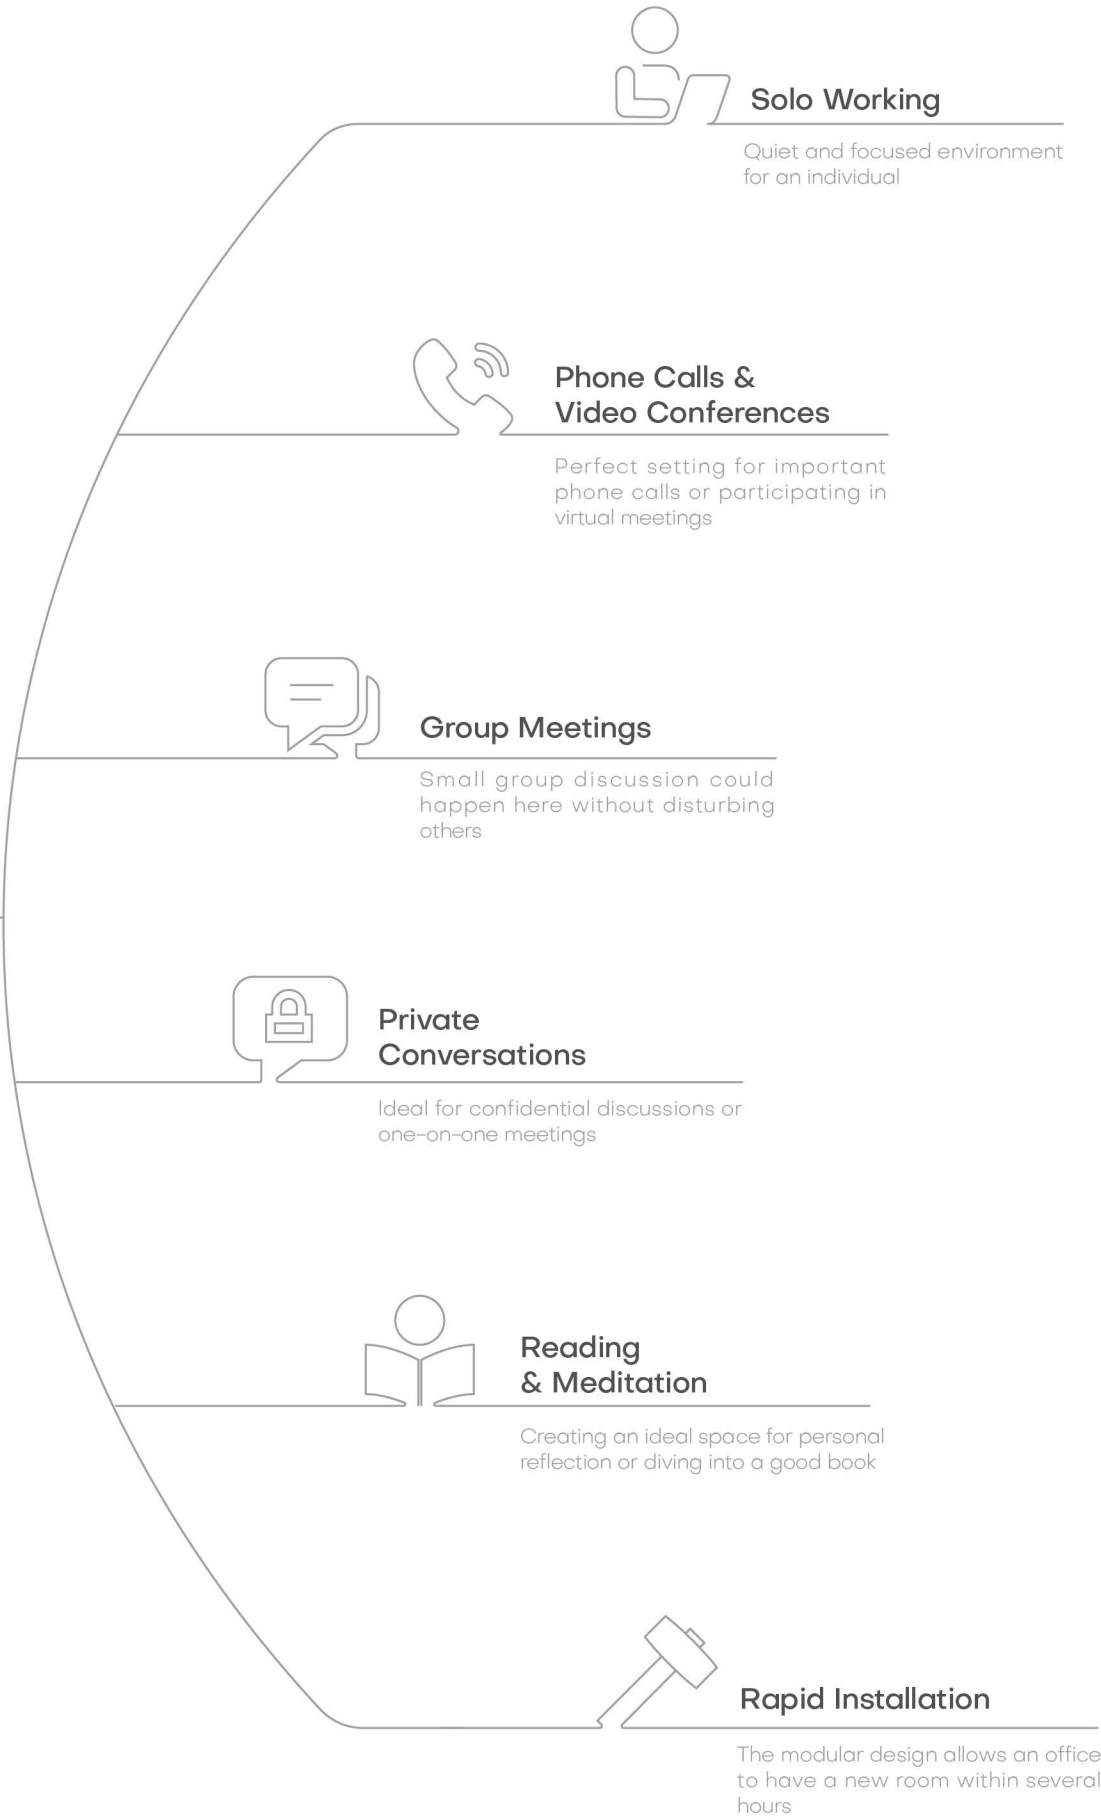 Solo Working
Quiet and focused environment
for an individual
Phone Calls &
Video Conferences
Perfect setting for important
phone calls or participating in
virtual meetings
Group Meetings
Small group discussion could
happen here without disturbing
others
Private
Conversations
Ideal for confidential discussions or
one-on-one meetings
Reading
& Meditation
Creating an ideal space for personal
reflection or diving into a good book
Rapid Installation
The modular design allows an office
to have a new room within several
hours